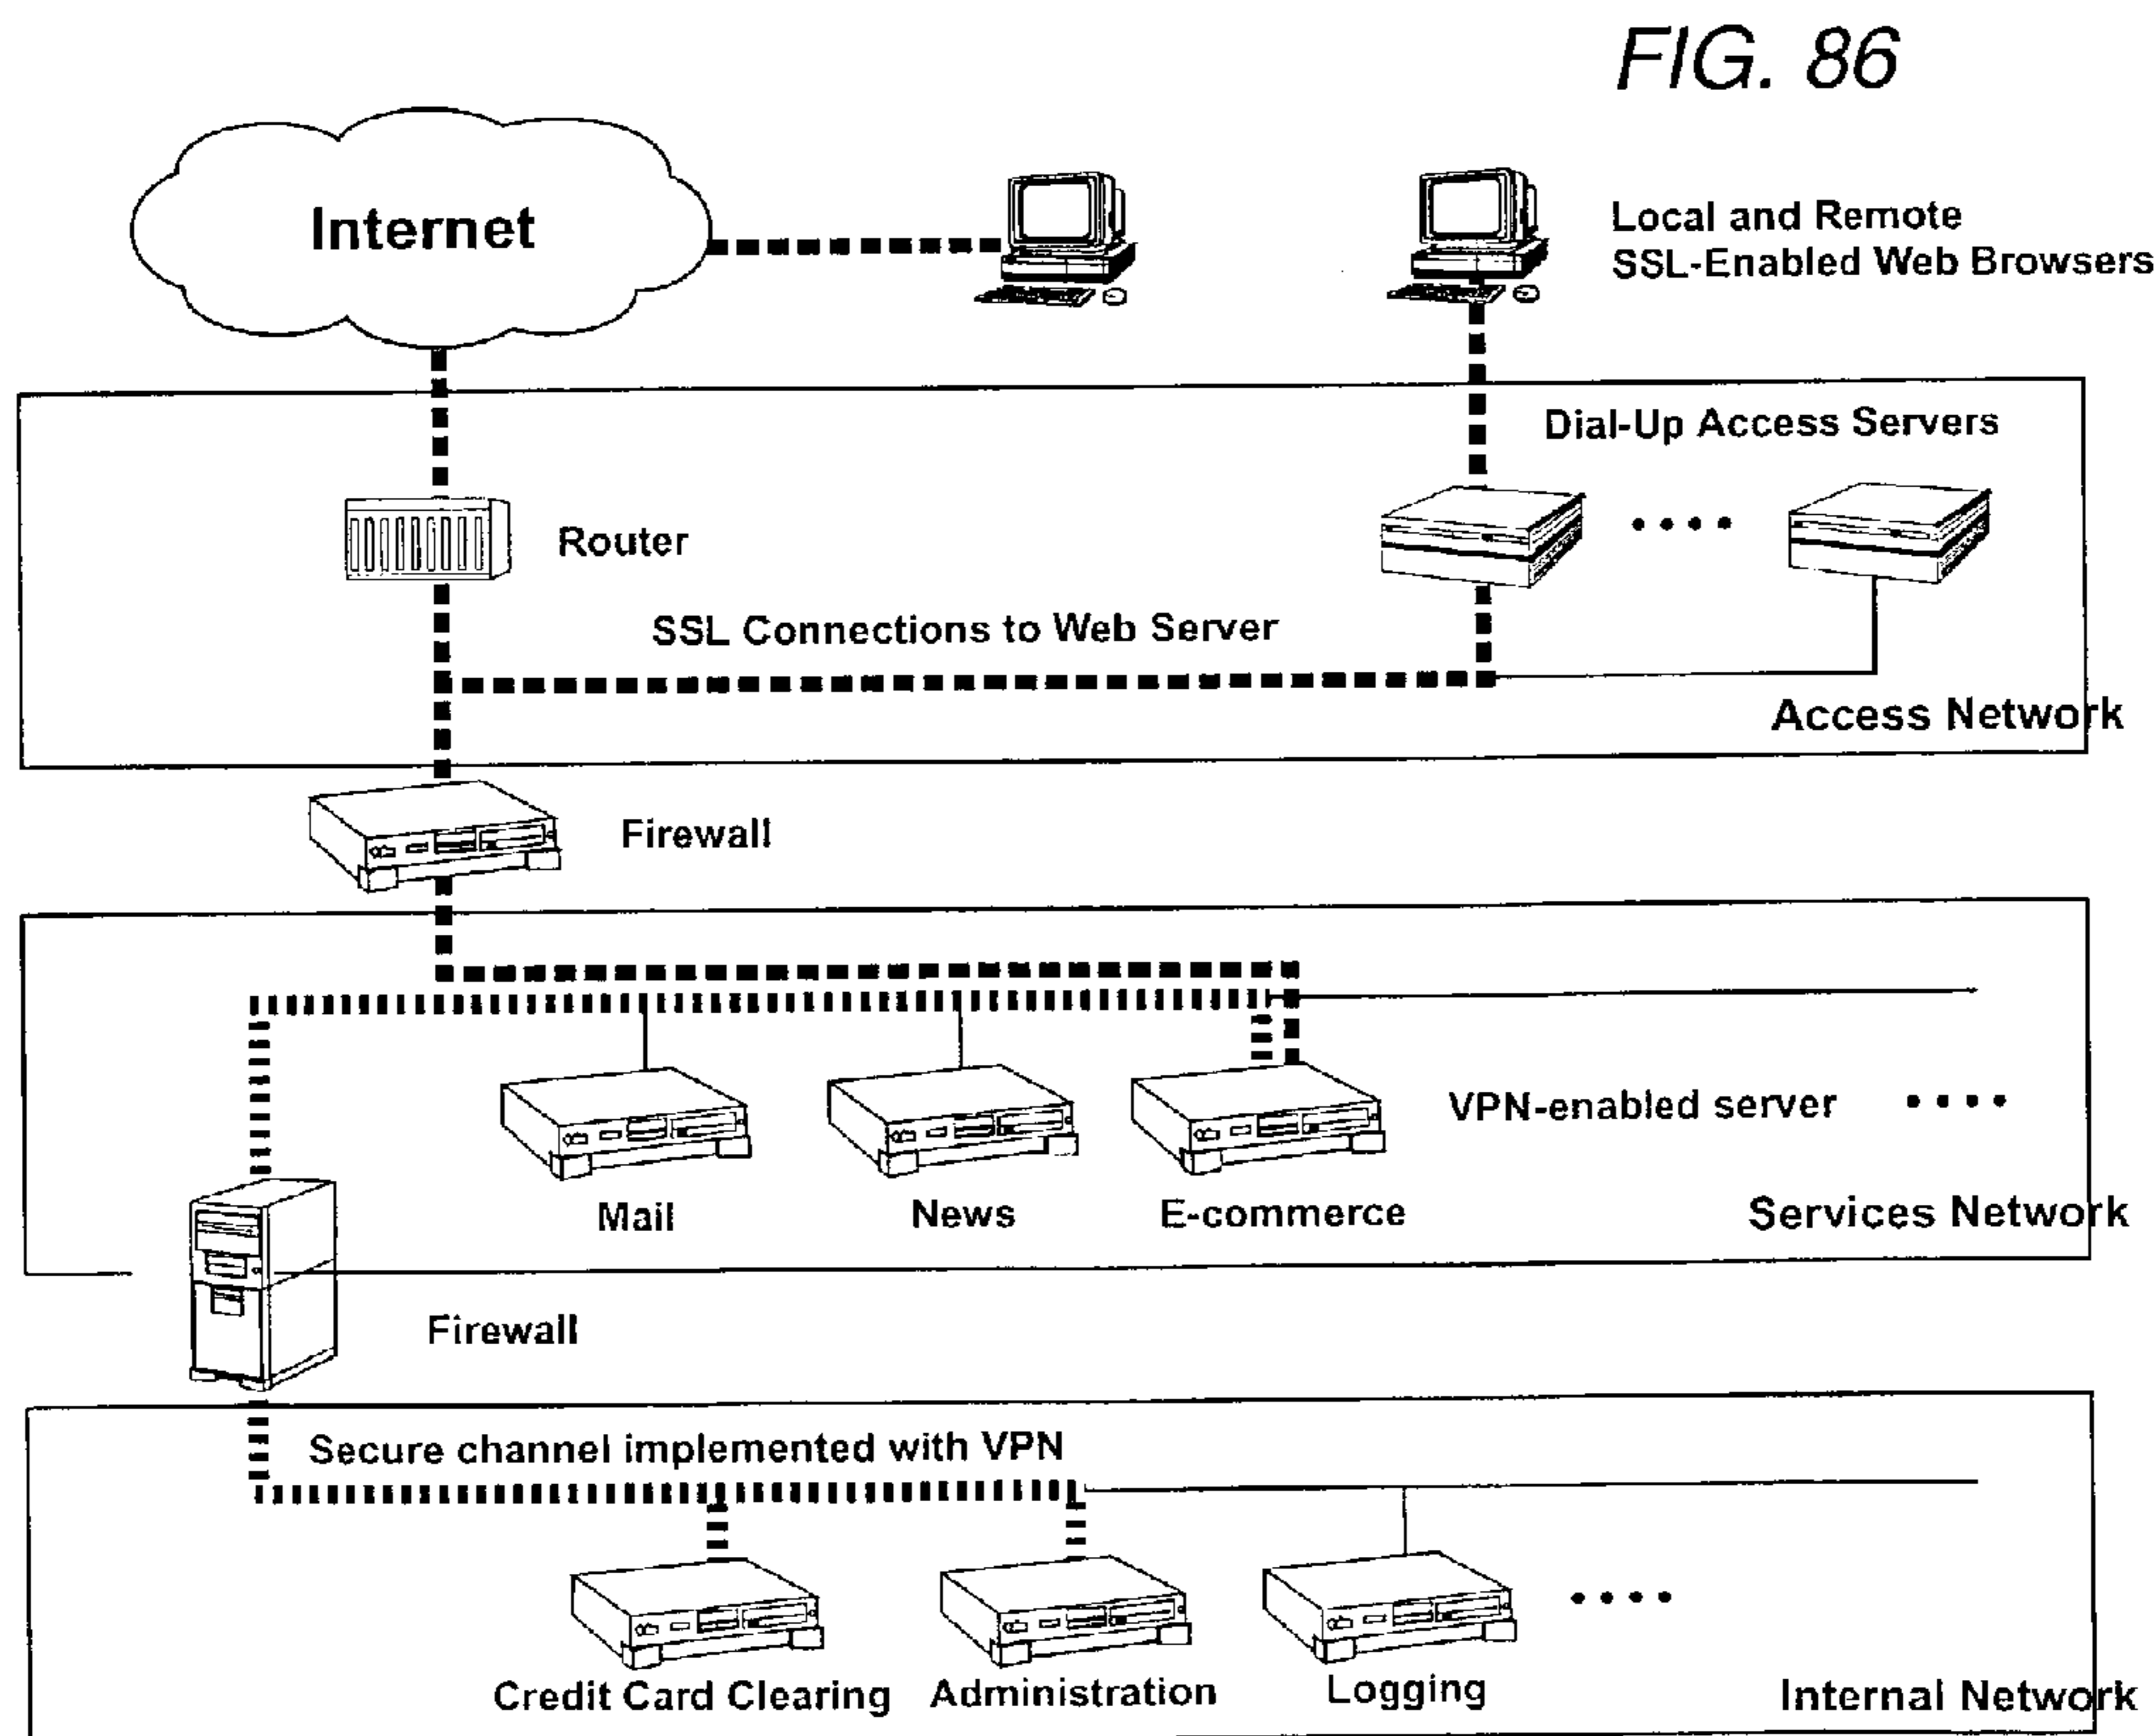 FIG. 86
Internet
Local and Remote
SSL-Enabled Web Browsers
Dial-Up Access Servers
Router
SSL Connections to Web Server
Access Network
Firewall
VPN-enabled server
Mail
News
E-commerce
Services Network
Firewall
Secure channel implemented with VPN
Credit Card Clearing
Administration
Logging
Internal Network